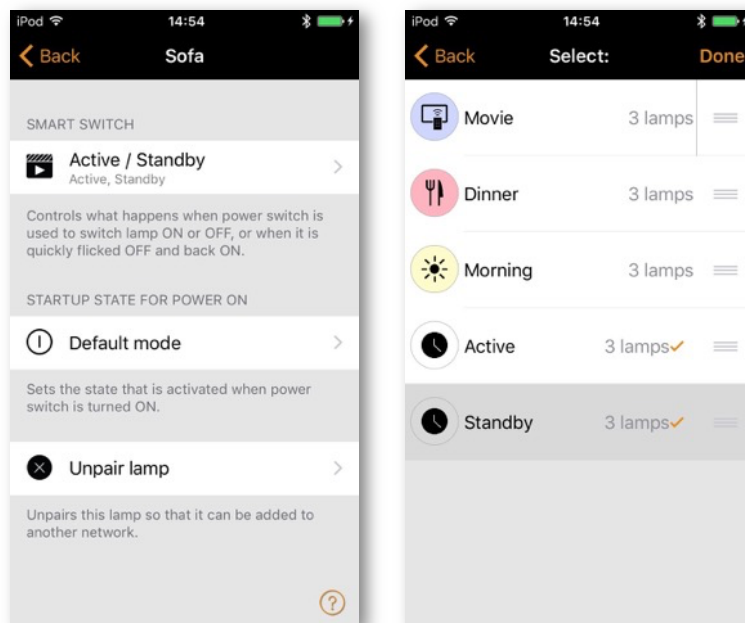 iPod 14:54
Back Sofa
SMART SWITCH
Active / Standby
Active, Standby
Controls what happens when power switch is
used to switch lamp ON or OFF, or when it is
quickly flicked OFF and back ON.
STARTUP STATE FOR POWER ON
Default mode
Sets the state that is activated when power
switch is turned ON.
Unpair lamp
Unpairs this lamp so that it can be added to
another network.
?
iPod 14:54
Back Select: Done
Movie 3 lamps
Dinner 3 lamps
Morning 3 lamps
Active 3 lamps
Standby 3 lamps